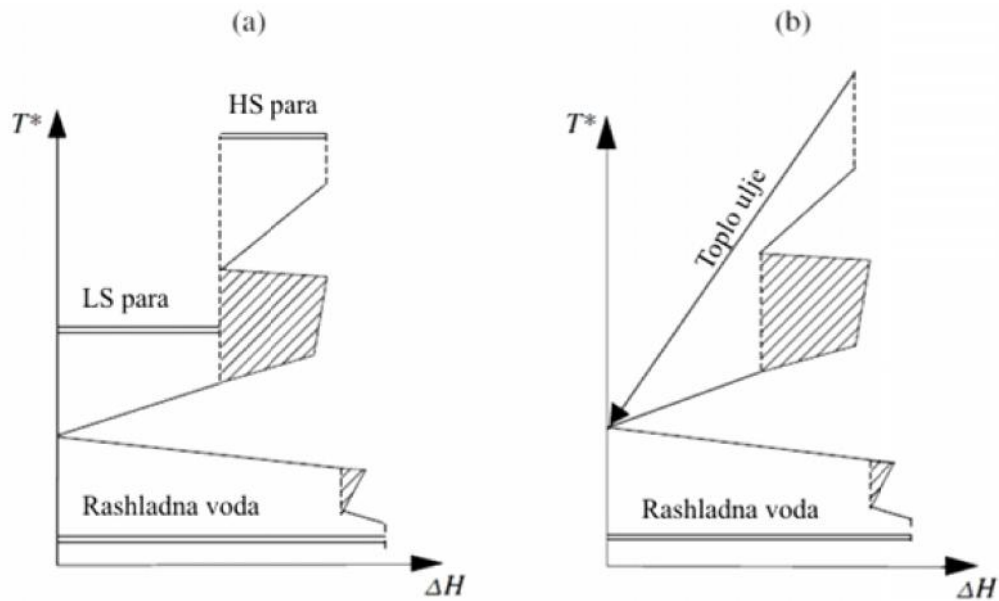 (a)
(b)
HS para
T*
T*
Toplo ulje
LS para
Rashladna voda
Rashladna voda
ΔH
ΔH